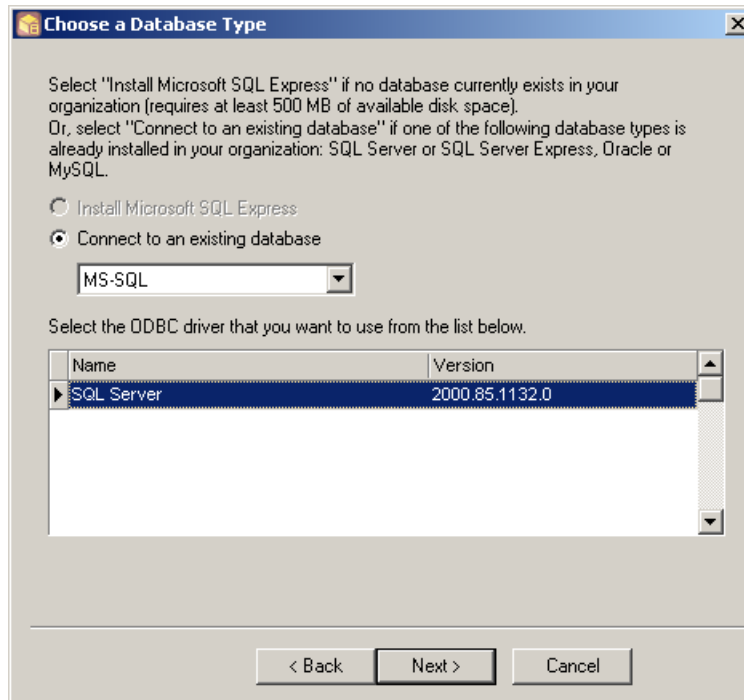 Choose a Database Type
Select "Install Microsoft SQL Express" if no database currently exists in your
organization (requires at least 500 MB of available disk space).
Or, select "Connect to an existing database" if one of the following database types is
already installed in your organization: SQL Server or SQL Server Express, Oracle or
MySQL.
Install Microsoft SQL Express
Connect to an existing database
MS-SQL
Select the ODBC driver that you want to use from the list below.
Name Version
SQL Server 2000.85.1132.0
< Back Next > Cancel